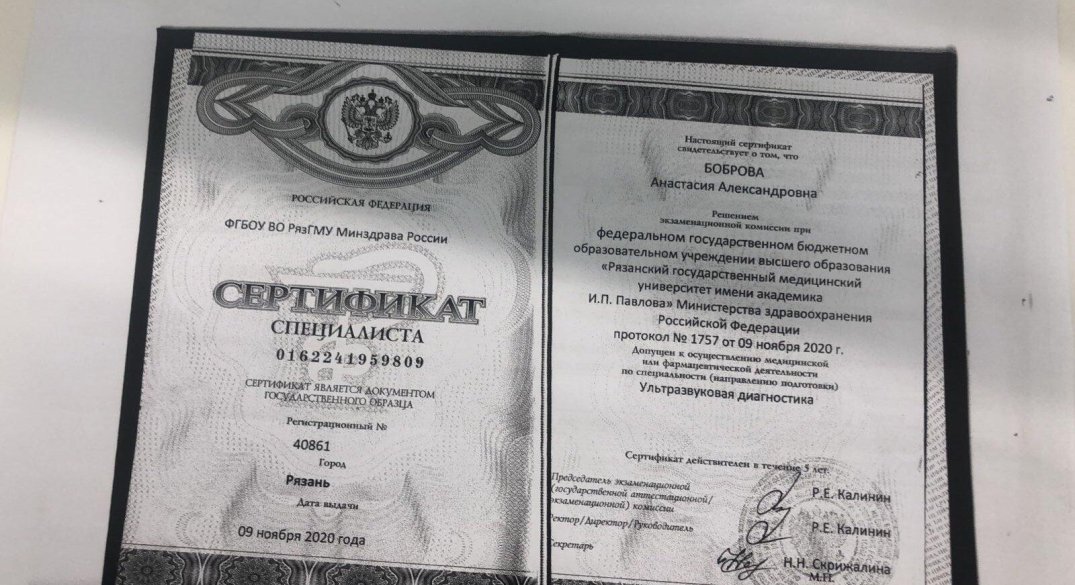 РОССИЙСКАЯ ФЕДЕРАЦИЯ
ФГБОУ ВО РязГМУ Минздрава России
СЕРТИФИКАТ
СПЕЦИАЛИСТА
0162241959809
СЕРТИФИКАТ ЯВЛЯЕТСЯ ДОКУМЕНТОМ
ГОСУДАРСТВЕННОГО ОБРАЗЦА
Регистрационный №
40861
Город
Рязань
Дата выдачи
09 ноября 2020 года
Настоящий сертификат
свидетельствует о том, что
БОБРОВА
Анастасия Александровна
Решением
экзаменационной комиссии при
федеральном государственном бюджетном
образовательном учреждении высшего образования
«Рязанский государственный медицинский
университет имени академика
И.П. Павлова» Министерства здравоохранения
Российской Федерации
протокол № 1757 от 09 ноября 2020 г.
Допущен к осуществлению медицинской
или фармацевтической деятельности
по специальности (направлению подготовки)
Ультразвуковая диагностика
Сертификат действителен в течение 5 лет.
Председатель экзаменационной
(государственной аттестационной/
экзаменационной) комиссии
Р.Е. Калинин
Ректор/Директор/Руководитель
Р.Е. Калинин
Секретарь
Н.Н. Скрижалина
М.П.